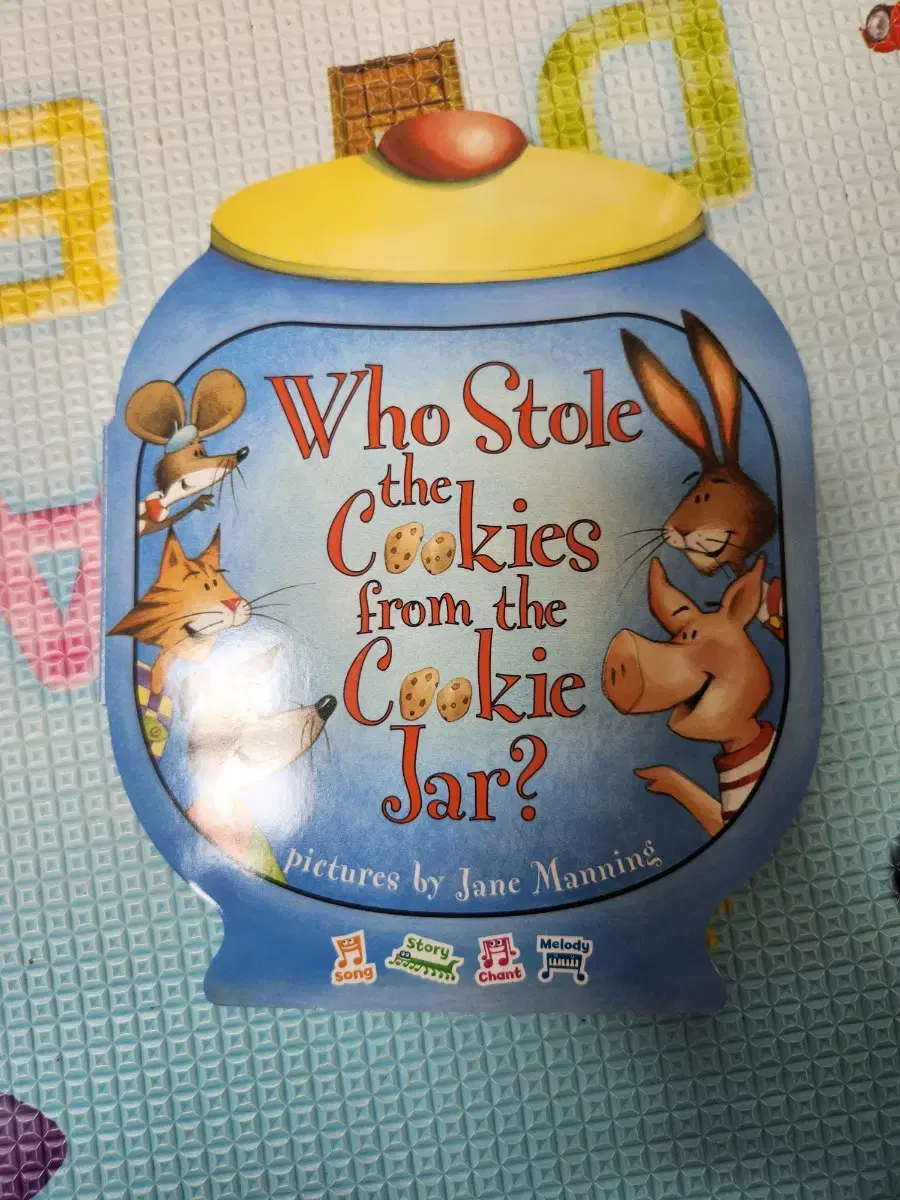 Who Stole
the
Cookies
from the
Cookie
Jar?
pictures by Jane Manning
Song
Story
Chant
Melody